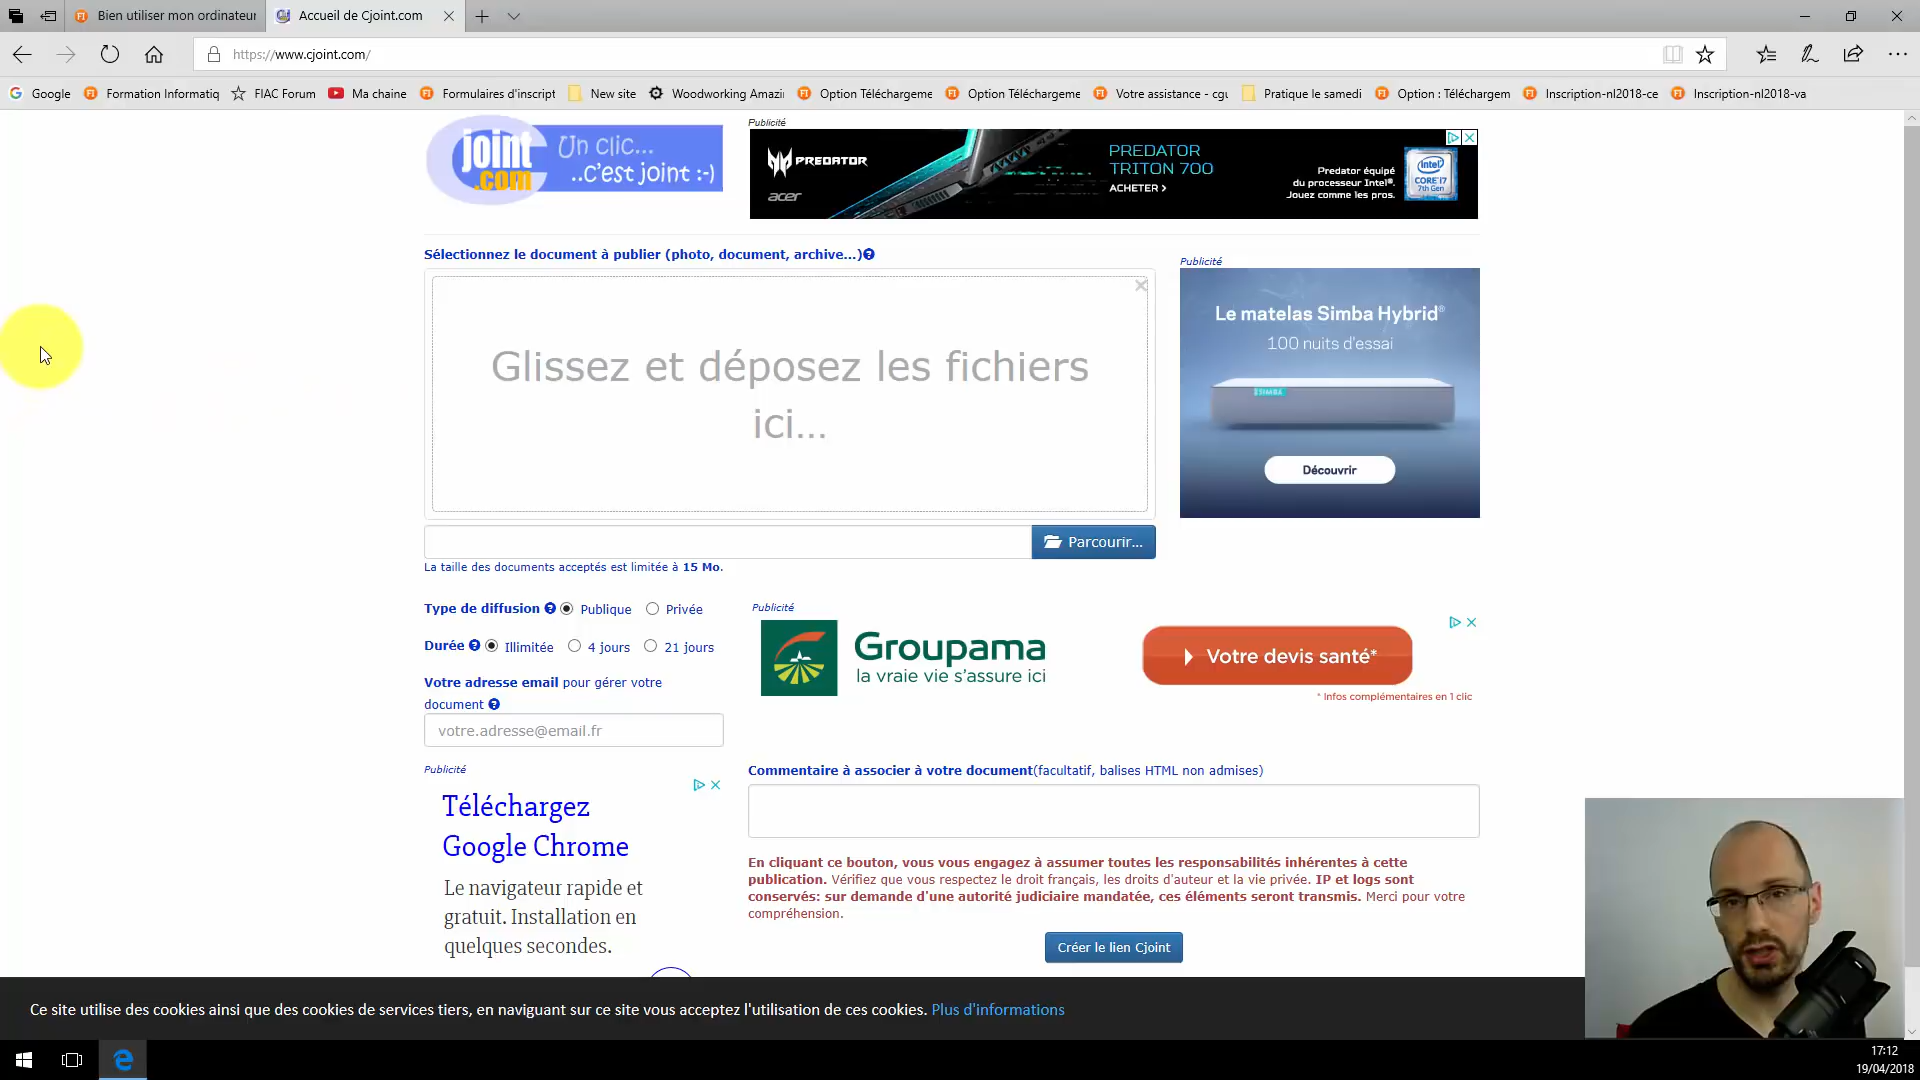 Bien utiliser mon ordinateur
Accueil de Cjoint.com
https://www.cjoint.com/
Google
Formation Informatiq
FIAC Forum
Ma chaine
Formulaires d'inscript
New site
Woodworking Amazi
Option Téléchargeme
Option Téléchargeme
Votre assistance - cgu
Pratique le samedi
Option : Téléchargem
Inscription-nl2018-ce
Inscription-nl2018-va
joint
.com
Un clic...
..c'est joint :-)
Publicité
PREDATOR
acer
PREDATOR
TRITON 700
ACHETER >
Predator équipé
du processeur Intel®.
Jouez comme les pros.
intel
CORE i7
7th Gen
Sélectionnez le document à publier (photo, document, archive...)
Glissez et déposez les fichiers
ici...
Parcourir...
La taille des documents acceptés est limitée à 15 Mo.
Publicité
Le matelas Simba Hybrid®
100 nuits d'essai
SIMBA
Découvrir
Type de diffusion Publique Privée
Durée Illimitée 4 jours 21 jours
Votre adresse email pour gérer votre
document
votre.adresse@email.fr
Publicité
Groupama
la vraie vie s'assure ici
Votre devis santé*
* Infos complémentaires en 1 clic
Publicité
Téléchargez
Google Chrome
Le navigateur rapide et
gratuit. Installation en
quelques secondes.
Commentaire à associer à votre document(facultatif, balises HTML non admises)
En cliquant ce bouton, vous vous engagez à assumer toutes les responsabilités inhérentes à cette
publication. Vérifiez que vous respectez le droit français, les droits d'auteur et la vie privée. IP et logs sont
conservés: sur demande d'une autorité judiciaire mandatée, ces éléments seront transmis. Merci pour votre
compréhension.
Créer le lien Cjoint
Ce site utilise des cookies ainsi que des cookies de services tiers, en naviguant sur ce site vous acceptez l'utilisation de ces cookies. Plus d'informations
17:12
19/04/2018